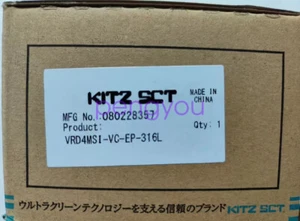 KITZ SCT
MADE IN
CHINA
MFG No. 080228357
pengyou
Product:
Qty: 1
VRD4MSI-VC-EP-316L
ウルトラクリーンテクノロジーを支える信頼のブランド KITZ SCT